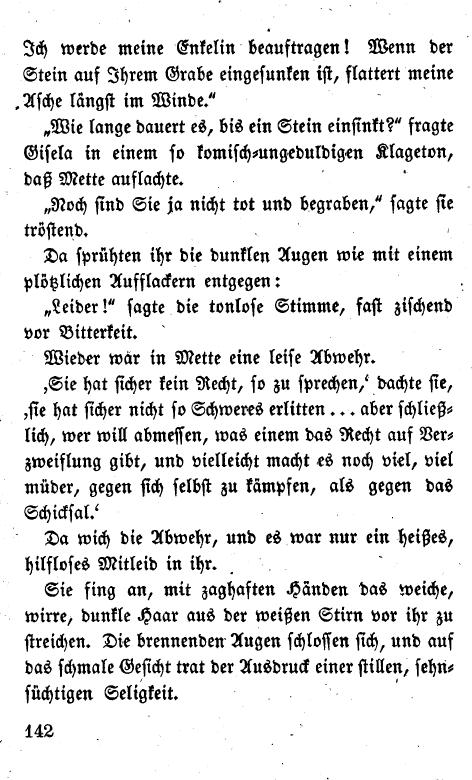 Ich werde meine Enkelin beauftragen! Wenn der
Stein auf Ihrem Grabe eingesunken ist, flattert meine
Asche längst im Winde.“
„Wie lange dauert es, bis ein Stein einsinkt?“ fragte
Gisela in einem so komisch-ungeduldigen Klageton,
daß Mette auflachte.
„Noch sind Sie ja nicht tot und begraben,“ sagte sie
tröstend.
Da sprühten ihr die dunklen Augen wie mit einem
plötzlichen Aufflackern entgegen:
„Leider!“ sagte die tonlose Stimme, fast zischend
vor Bitterkeit.
Wieder war in Mette eine leise Abwehr.
‚Sie hat sicher kein Recht, so zu sprechen,‘ dachte sie,
‚sie hat sicher nicht so Schweres erlitten ... aber schließ-
lich, wer will abmessen, was einem das Recht auf Ver-
zweiflung gibt, und vielleicht macht es noch viel, viel
müder, gegen sich selbst zu kämpfen, als gegen das
Schicksal.‘
Da wich die Abwehr, und es war nur ein heißes,
hilfloses Mitleid in ihr.
Sie fing an, mit zaghaften Händen das weiche,
wirre, dunkle Haar aus der weißen Stirn vor ihr zu
streichen. Die brennenden Augen schlossen sich, und auf
das schmale Gesicht trat der Ausdruck einer stillen, sehn-
süchtigen Seligkeit.
142